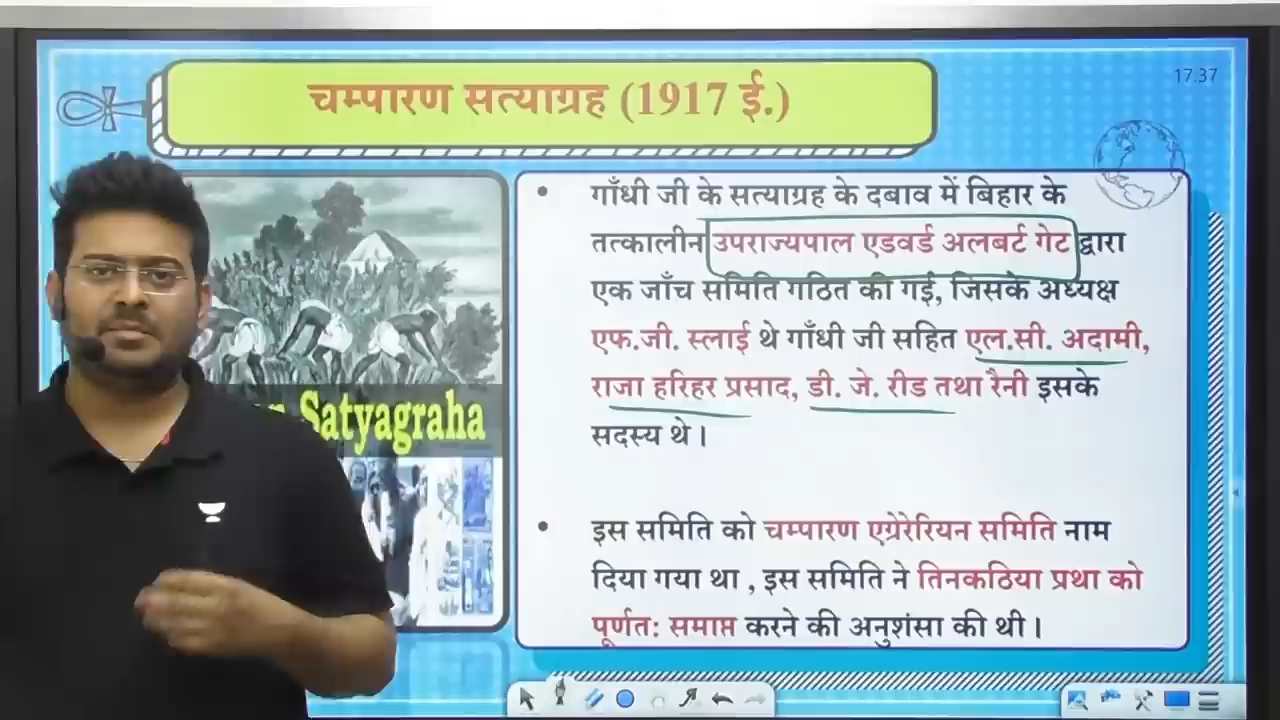 चम्पारण सत्याग्रह (1917 ई.)
17:37
• गाँधी जी के सत्याग्रह के दबाव में बिहार के
तत्कालीन उपराज्यपाल एडवर्ड अलबर्ट गेट द्वारा
एक जाँच समिति गठित की गई, जिसके अध्यक्ष
एफ.जी. स्लाई थे गाँधी जी सहित एल.सी. अदामी,
राजा हरिहर प्रसाद, डी. जे. रीड तथा रैनी इसके
सदस्य थे।
• इस समिति को चम्पारण एग्रेरेरियन समिति नाम
दिया गया था , इस समिति ने तिनकठिया प्रथा को
पूर्णत: समाप्त करने की अनुशंसा की थी।
Satyagraha